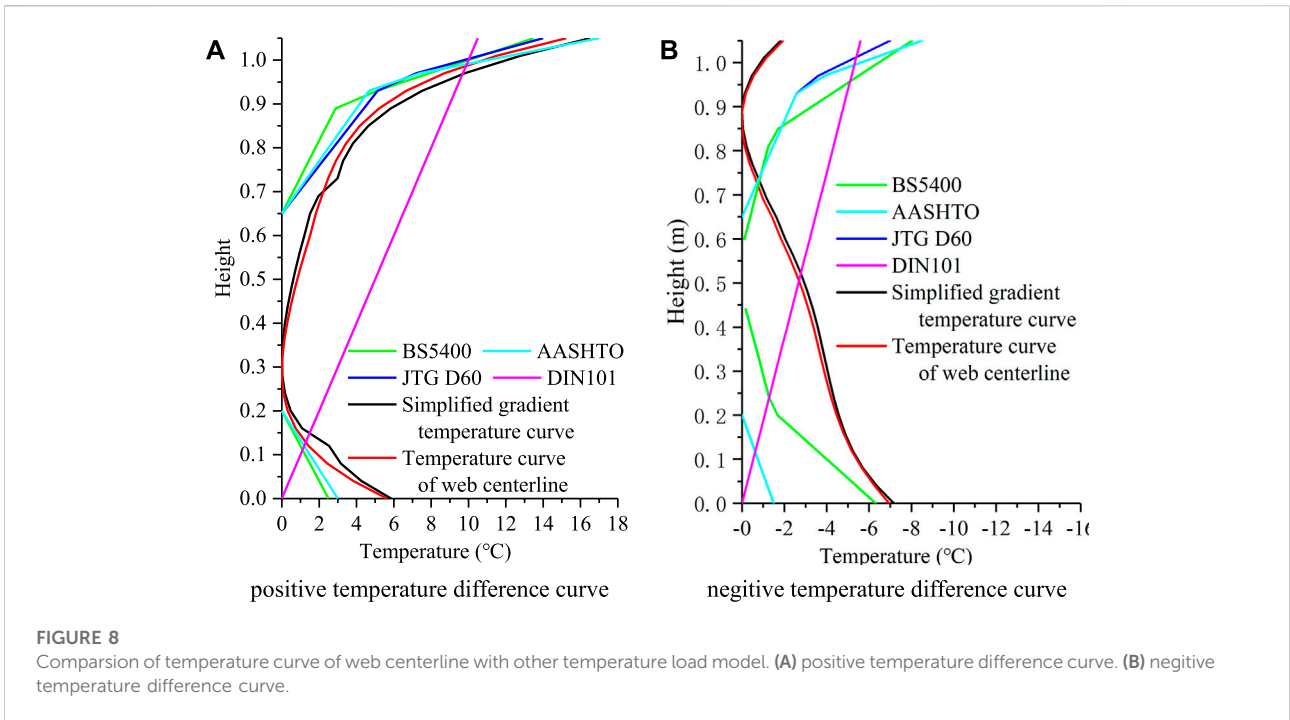 A
1.0
0.9
0.8
0.7
0.6
0.5
0.4
0.3
0.2
0.1
0.0
Height
BS5400 AASHTO
JTG D60 DIN101
Simplified gradient
temperature curve
Temperature curve
of web centerline
0 2 4 6 8 10 12 14 16 18
Temperature (℃)
positive temperature difference curve
B
1.0
0.9
0.8
0.7
0.6
0.5
0.4
0.3
0.2
0.1
0.0
Height (m)
BS5400
AASHTO
JTG D60
DIN101
Simplified gradient
temperature curve
Temperature curve
of web centerline
-0 -2 -4 -6 -8 -10 -12 -14 -16
Temperature (℃)
negitive temperature difference curve
FIGURE 8
Comparsion of temperature curve of web centerline with other temperature load model. (A) positive temperature difference curve. (B) negitive
temperature difference curve.